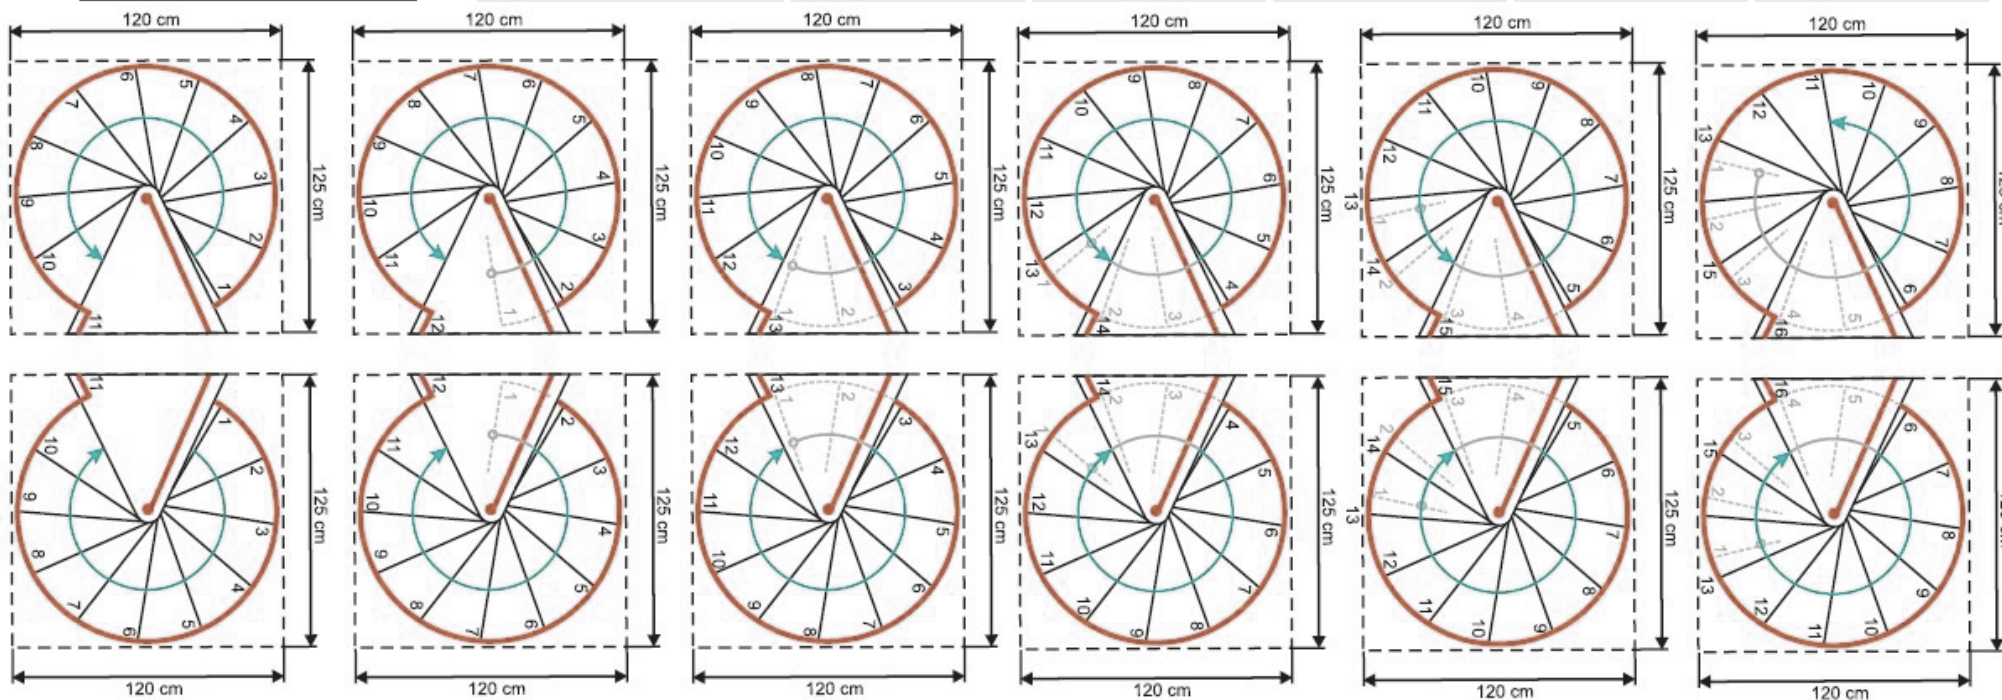 120 cm
1 2 3 4 5 6 7 8 9 10 11
125 cm
120 cm
1
2 3 4 5 6 7 8 9 10 11 12
125 cm
120 cm
1 2
3 4 5 6 7 8 9 10 11 12 13
125 cm
120 cm
1 2 3
4 5 6 7 8 9 10 11 12 13 14
125 cm
120 cm
1 2 3 4
5 6 7 8 9 10 11 12 13 14 15
125 cm
120 cm
1 2 3 4 5
6 7 8 9 10 11 12 13 15 16
1 2 3 4 5 6 7 8 9 10 11
125 cm
120 cm
1
2 3 4 5 6 7 8 9 10 11 12
125 cm
120 cm
1 2
3 4 5 6 7 8 9 10 11 12 13
125 cm
120 cm
1 2 3
4 5 6 7 8 9 10 11 12 13 14
125 cm
120 cm
1 2 3 4
5 6 7 8 9 10 11 12 13 14 15
125 cm
120 cm
1 2 3 4 5
6 7 8 9 10 11 12 13 15 16
120 cm